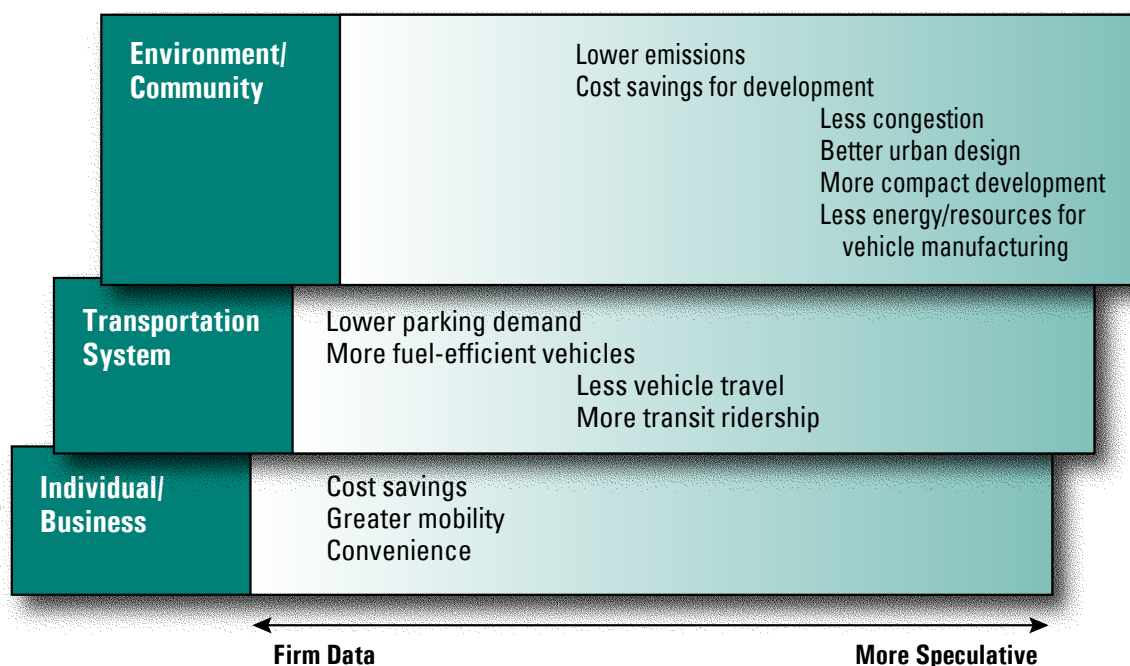 Environment/
Community
Lower emissions
Cost savings for development
Less congestion
Better urban design
More compact development
Less energy/resources for
vehicle manufacturing
Transportation
System
Lower parking demand
More fuel-efficient vehicles
Less vehicle travel
More transit ridership
Individual/
Business
Cost savings
Greater mobility
Convenience
Firm Data
More Speculative